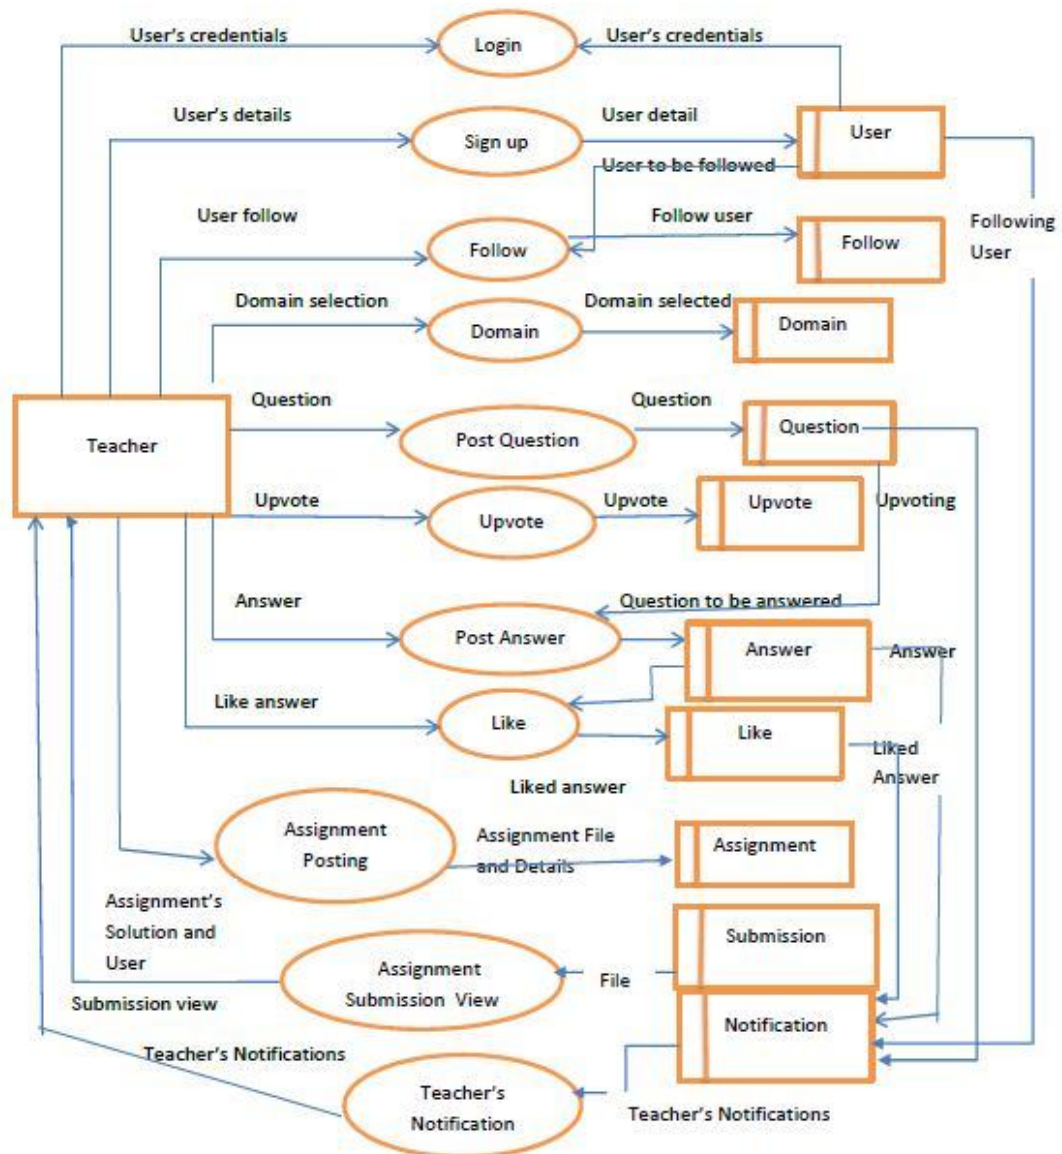 User's credentials
Login
User's credentials
User's details
Sign up
User detail
User
User to be followed
User follow
Follow
Follow user
Follow
Following
User
Domain selection
Domain
Domain selected
Domain
Teacher
Question
Post Question
Question
Question
Upvote
Upvote
Upvote
Upvote
Upvoting
Answer
Post Answer
Question to be answered
Answer
Answer
Like answer
Like
Like
Liked
Answer
Liked answer
Assignment
Posting
Assignment File
and Details
Assignment
Assignment's
Solution and
User
Submission view
Assignment
Submission View
File
Submission
Notification
Teacher's Notifications
Teacher's
Notification
Teacher's Notifications